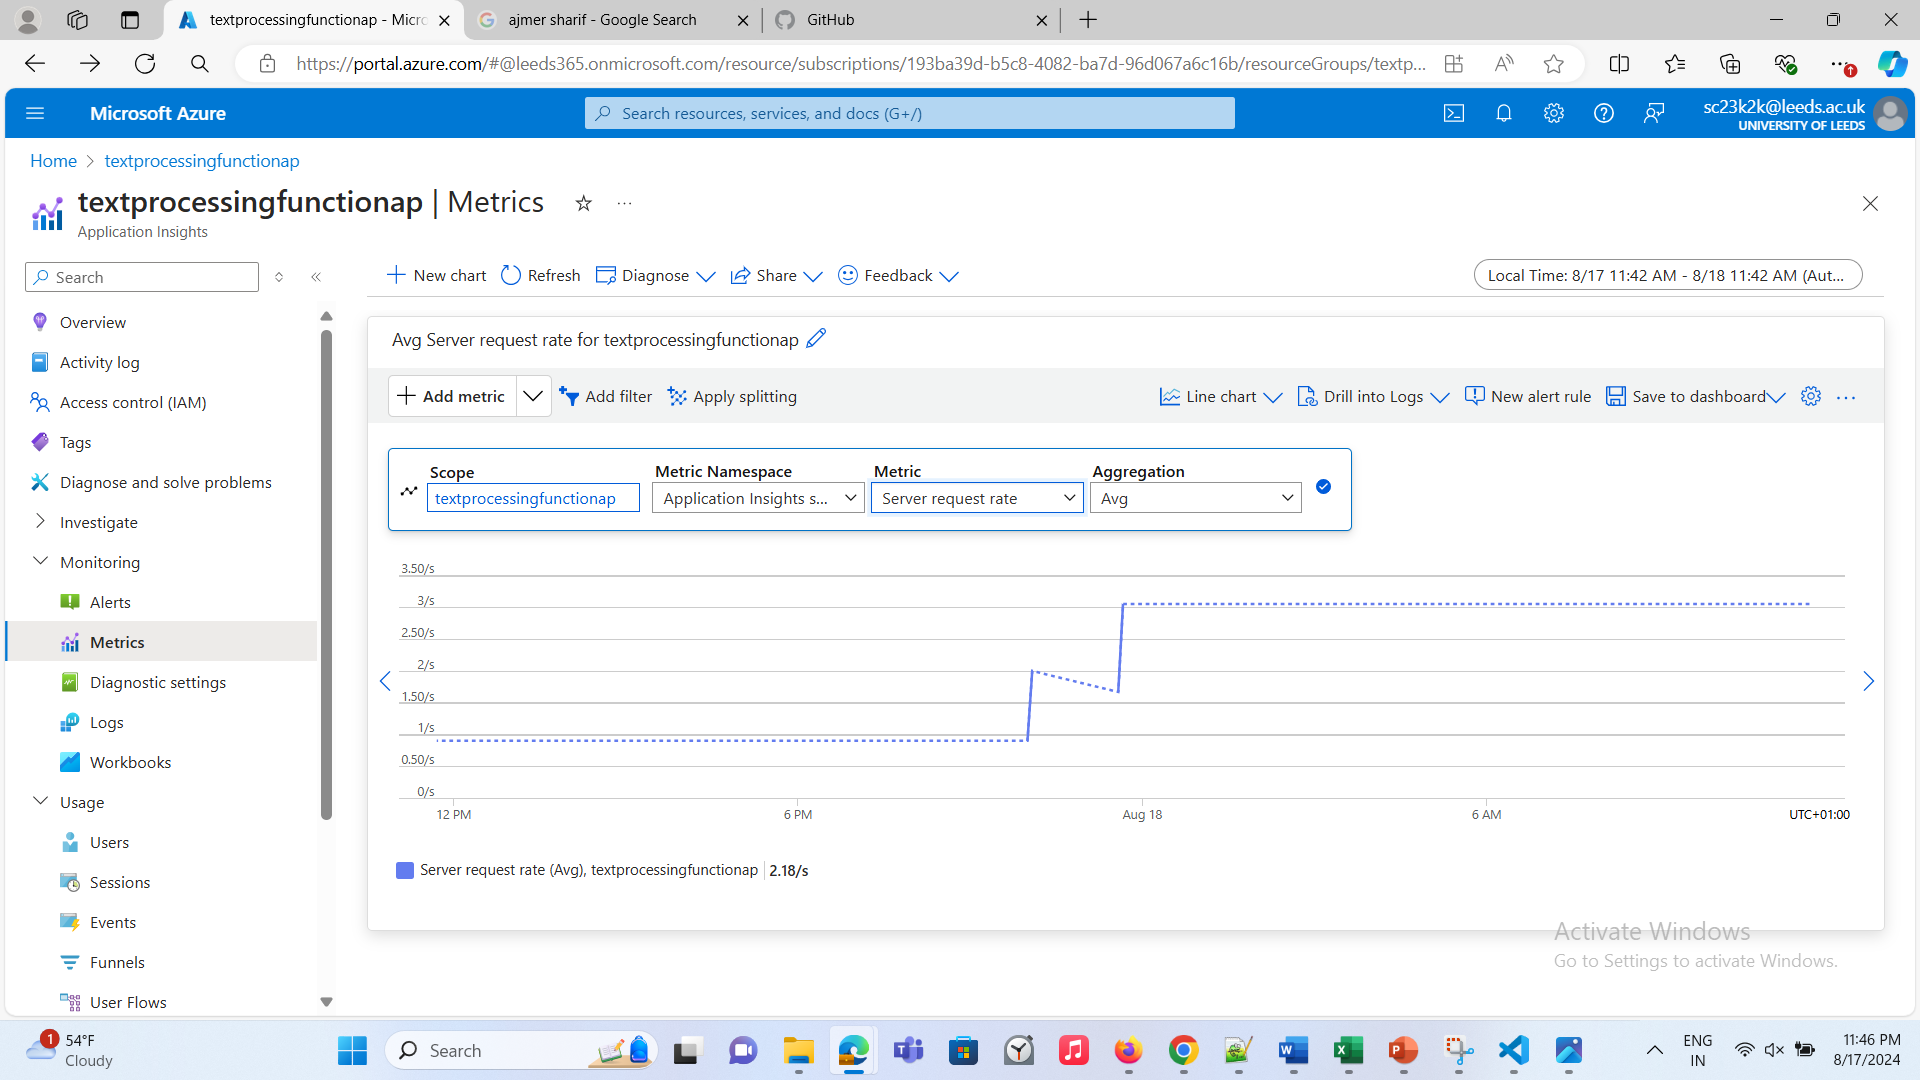 textprocessingfunctionap - Micro
ajmer sharif - Google Search
GitHub
https://portal.azure.com/#@leeds365.onmicrosoft.com/resource/subscriptions/193ba39d-b5c8-4082-ba7d-96d067a6c16b/resourceGroups/textp...
Microsoft Azure
Search resources, services, and docs (G+/)
sc23k2k@leeds.ac.uk
UNIVERSITY OF LEEDS
Home > textprocessingfunctionap
textprocessingfunctionap | Metrics
Application Insights
Search
New chart
Refresh
Diagnose
Share
Feedback
Local Time: 8/17 11:42 AM - 8/18 11:42 AM (Aut...
Overview
Activity log
Access control (IAM)
Tags
Diagnose and solve problems
Investigate
Monitoring
Alerts
Metrics
Diagnostic settings
Logs
Workbooks
Usage
Users
Sessions
Events
Funnels
User Flows
Avg Server request rate for textprocessingfunctionap
Add metric
Add filter
Apply splitting
Line chart
Drill into Logs
New alert rule
Save to dashboard
Scope
Metric Namespace
Metric
Aggregation
textprocessingfunctionap
Application Insights s...
Server request rate
Avg
3.50/s
3/s
2.50/s
2/s
1.50/s
1/s
0.50/s
0/s
12 PM
6 PM
Aug 18
6 AM
UTC+01:00
Server request rate (Avg), textprocessingfunctionap | 2.18/s
Activate Windows
Go to Settings to activate Windows.
1
54°F
Cloudy
Search
ENG
IN
11:46 PM
8/17/2024